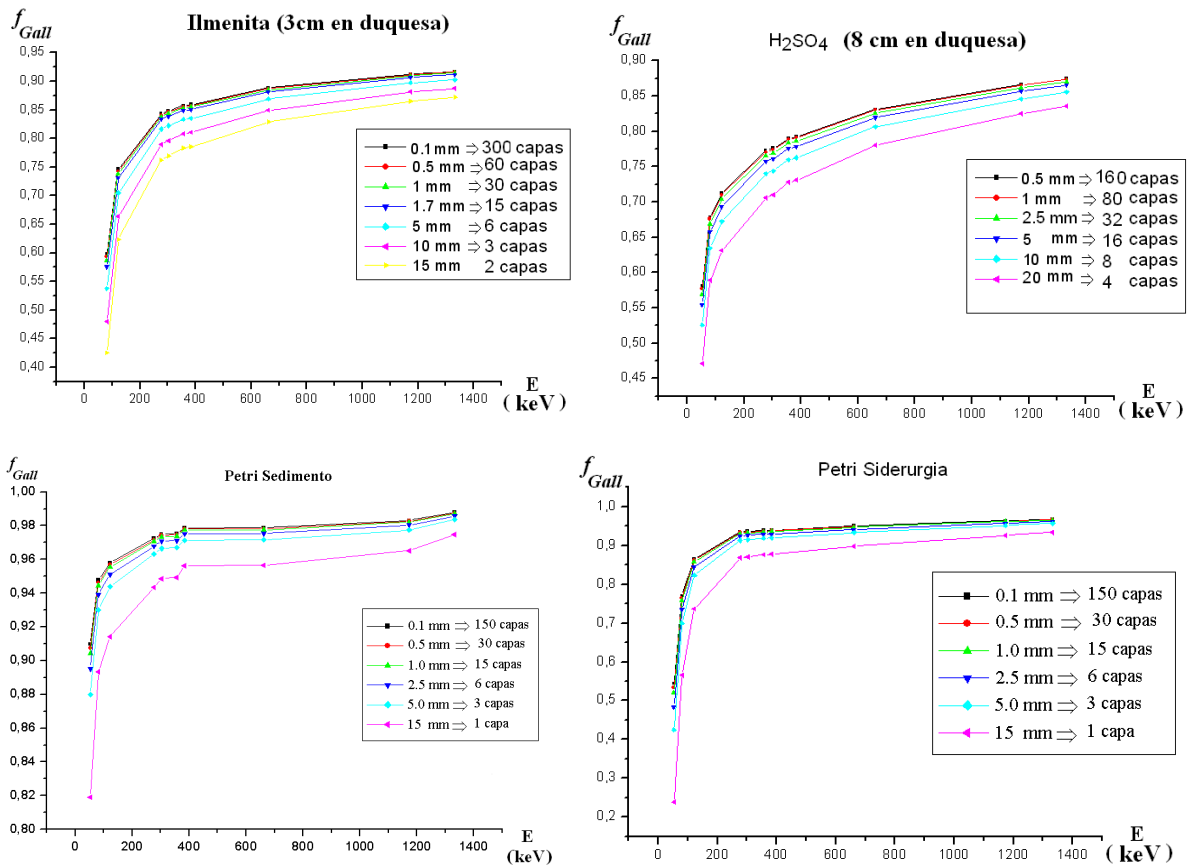 f Gall
Ilmenita (3cm en duquesa)
0,95
0,90
0,85
0,80
0,75
0,70
0,65
0,60
0,55
0,50
0,45
0,40
0.1 mm ⇒ 300 capas
0.5 mm ⇒ 60 capas
1 mm ⇒ 30 capas
1.7 mm ⇒ 15 capas
5 mm ⇒ 6 capas
10 mm ⇒ 3 capas
15 mm 2 capas
0 200 400 600 800 1000 1200 1400
E
( keV )
f Gall
H₂SO₄ (8 cm en duquesa)
0,90
0,85
0,80
0,75
0,70
0,65
0,60
0,55
0,50
0,45
0.5 mm ⇒ 160 capas
1 mm ⇒ 80 capas
2.5 mm ⇒ 32 capas
5 mm ⇒ 16 capas
10 mm ⇒ 8 capas
20 mm ⇒ 4 capas
0 200 400 600 800 1000 1200 1400
E
( keV )
f Gall
Petri Sedimento
1,00
0,98
0,96
0,94
0,92
0,90
0,88
0,86
0,84
0,82
0,80
0.1 mm ⇒ 150 capas
0.5 mm ⇒ 30 capas
1.0 mm ⇒ 15 capas
2.5 mm ⇒ 6 capas
5.0 mm ⇒ 3 capas
15 mm ⇒ 1 capa
0 200 400 600 800 1000 1200 1400
E
(keV)
f Gall
Petri Siderurgia
1,0
0,9
0,8
0,7
0,6
0,5
0,4
0,3
0,2
0.1 mm ⇒ 150 capas
0.5 mm ⇒ 30 capas
1.0 mm ⇒ 15 capas
2.5 mm ⇒ 6 capas
5.0 mm ⇒ 3 capas
15 mm ⇒ 1 capa
0 200 400 600 800 1000 1200 1400
E
( keV )